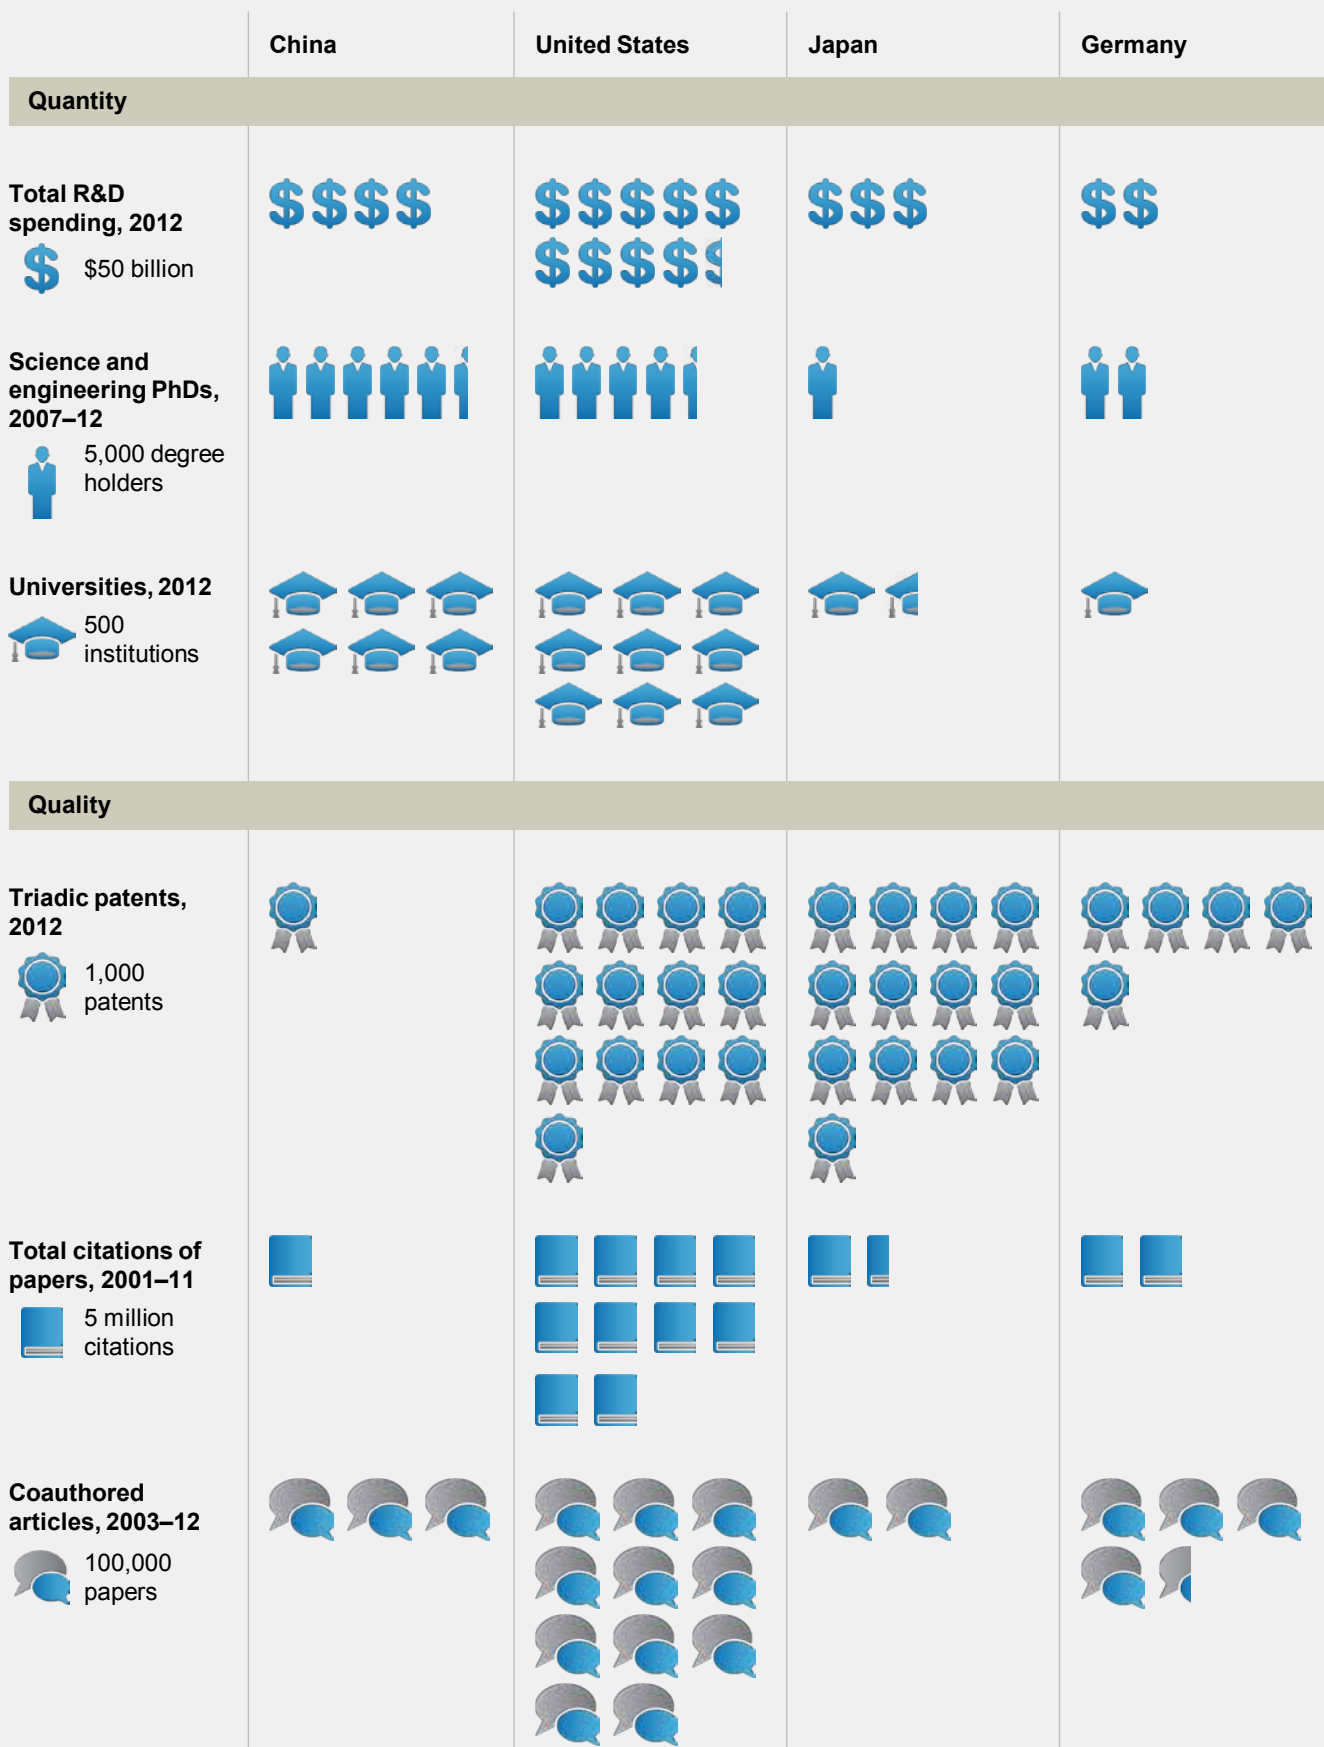 China United States Japan Germany
Quantity
Total R&D
spending, 2012
$50 billion
Science and
engineering PhDs,
2007–12
5,000 degree
holders
Universities, 2012
500
institutions
Quality
Triadic patents,
2012
1,000
patents
Total citations of
papers, 2001–11
5 million
citations
Coauthored
articles, 2003–12
100,000
papers